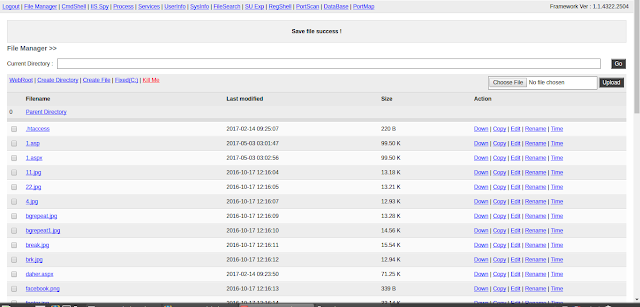 Logout | File Manager | CmdShell | IIS Spy | Process | Services | UserInfo | SysInfo | FileSearch | SU Exp | RegShell | PortScan | DataBase | PortMap Framework Ver : 1.1.4322.2504
Save file success !
File Manager >>
Current Directory : Go
WebRoot | Create Directory | Create File | Fixed(C:) | Kill Me Choose File No file chosen Upload
Filename Last modified Size Action
0 Parent Directory
.htaccess 2017-02-14 09:25:07 220 B Down | Copy | Edit | Rename | Time
1.asp 2017-05-03 03:01:47 99.50 K Down | Copy | Edit | Rename | Time
1.aspx 2017-05-03 03:02:56 99.50 K Down | Copy | Edit | Rename | Time
11.jpg 2016-10-17 12:16:04 13.18 K Down | Copy | Edit | Rename | Time
22.jpg 2016-10-17 12:16:05 13.21 K Down | Copy | Edit | Rename | Time
4.jpg 2016-10-17 12:16:07 12.93 K Down | Copy | Edit | Rename | Time
bgrepeat.jpg 2016-10-17 12:16:09 13.28 K Down | Copy | Edit | Rename | Time
bgrepeat1.jpg 2016-10-17 12:16:10 14.56 K Down | Copy | Edit | Rename | Time
break.jpg 2016-10-17 12:16:11 15.54 K Down | Copy | Edit | Rename | Time
brk.jpg 2016-10-17 12:16:12 12.94 K Down | Copy | Edit | Rename | Time
daher.aspx 2017-02-14 09:23:50 71.25 K Down | Copy | Edit | Rename | Time
facebook.png 2016-10-17 12:16:13 339 B Down | Copy | Edit | Rename | Time